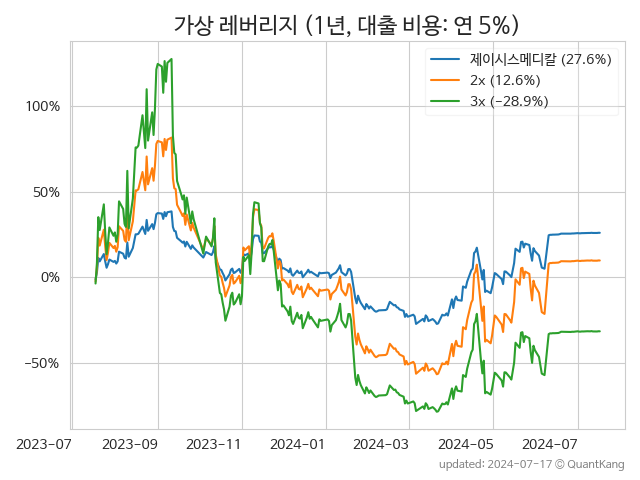 가상 레버리지 (1년, 대출 비용: 연 5%)
제이시스메디칼 (27.6%)
2x (12.6%)
3x (−28.9%)
100%
50%
0%
−50%
2023-07 2023-09 2023-11 2024-01 2024-03 2024-05 2024-07
updated: 2024-07-17 © QuantKang